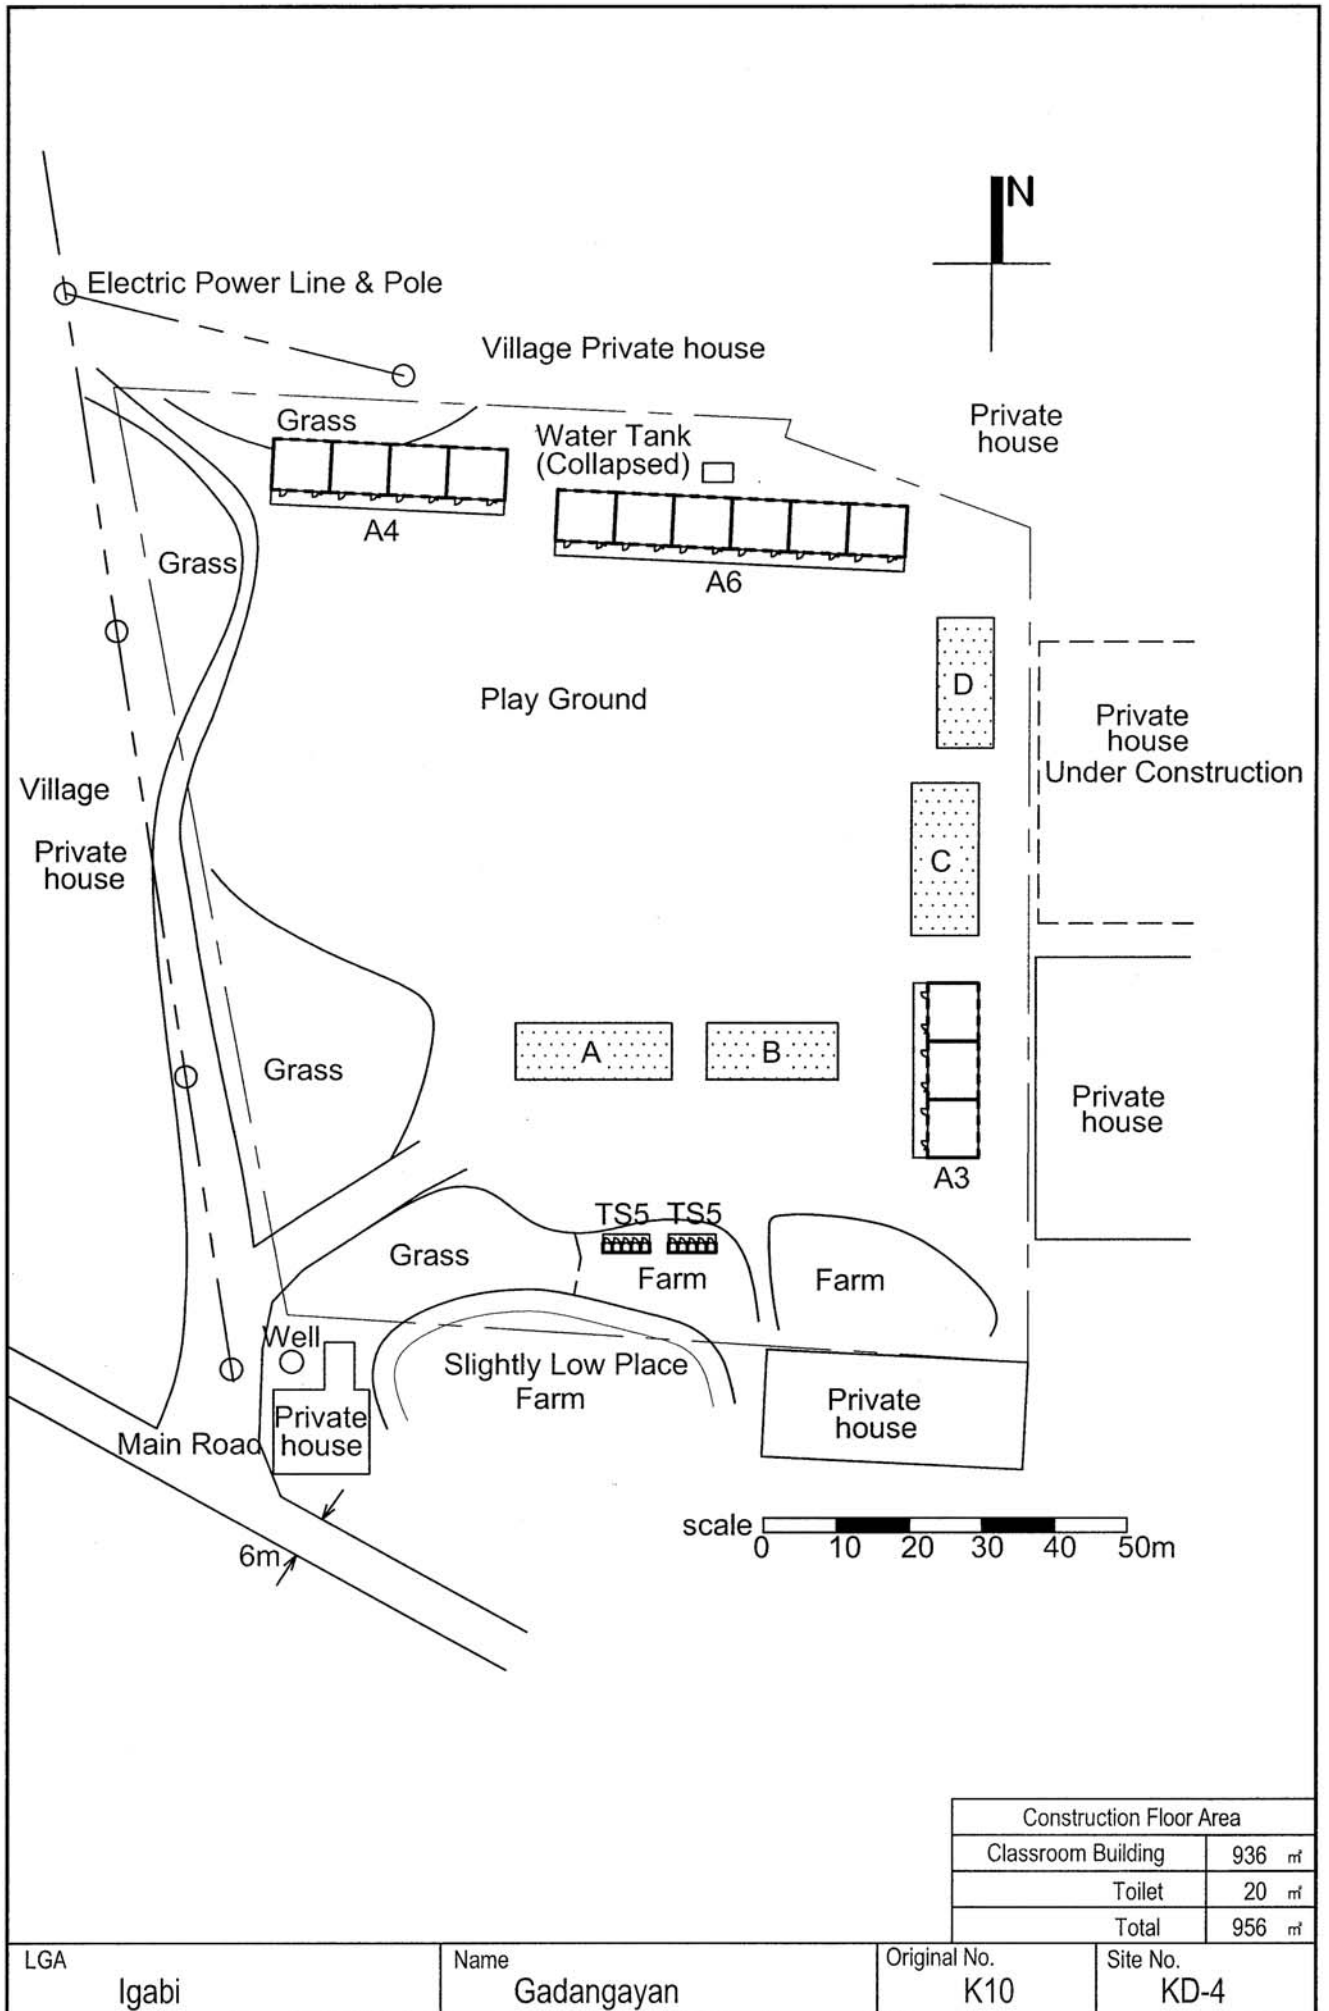 N
Electric Power Line & Pole
Village Private house
Private
house
Grass
Water Tank
(Collapsed)
A4
A6
Grass
D
Play Ground
Private
house
Under Construction
Village
Private
house
C
A
B
Grass
Private
house
A3
TS5 TS5
Grass
Farm
Farm
Well
Slightly Low Place
Farm
Private
house
Private
house
Main Road
scale
0 10 20 30 40 50m
6m
Construction Floor Area
Classroom Building 936 ㎡
Toilet 20 ㎡
Total 956 ㎡
LGA
Igabi
Name
Gadangayan
Original No.
K10
Site No.
KD-4